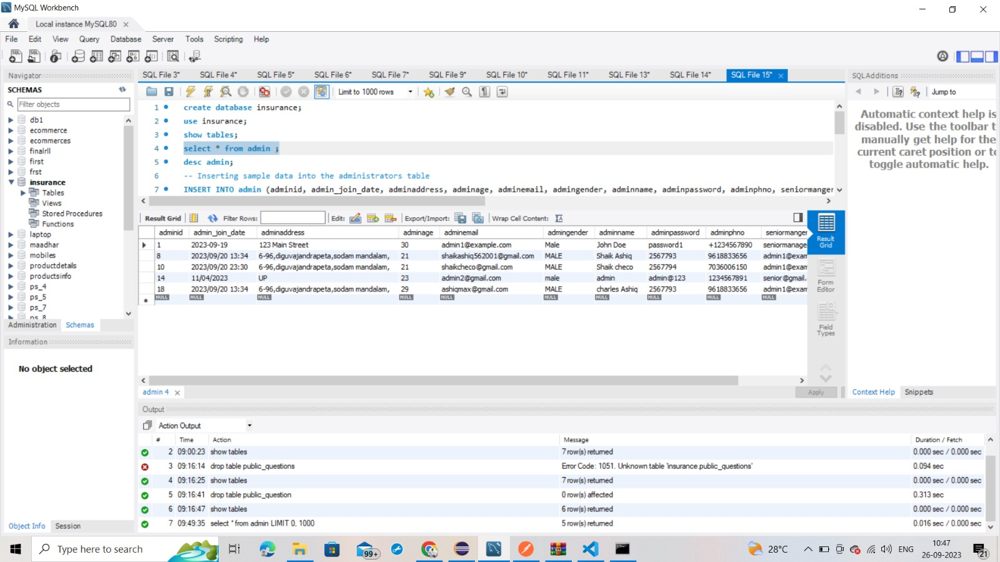 MySQL Workbench
Local instance MySQL80
File Edit View Query Database Server Tools Scripting Help
Navigator
SCHEMAS
Filter objects
db1
ecommerce
ecommerces
finalrll
first
frst
insurance
Tables
Views
Stored Procedures
Functions
laptop
maadhar
mobiles
productdetails
productsinfo
ps_4
ps_5
ps_7
ps_8
Administration Schemas
Information
No object selected
Object Info Session
SQL File 3* SQL File 4* SQL File 5* SQL File 6* SQL File 7* SQL File 9* SQL File 10* SQL File 11* SQL File 13* SQL File 14* SQL File 15*
Limit to 1000 rows
1 create database insurance;
2 use insurance;
3 show tables;
4 select * from admin ;
5 desc admin;
6 -- Inserting sample data into the administrators table
7 INSERT INTO admin (adminid, admin_join_date, adminaddress, adminage, adminemail, admingender, adminname, adminpassword, adminphno, seniormanger
Result Grid Filter Rows: Edit: Export/Import: Wrap Cell Content:
adminid admin_join_date adminaddress adminage adminemail admingender adminname adminpassword adminphno seniormanger
1 2023-09-19 123 Main Street 30 admin1@example.com Male John Doe password1 +1234567890 seniormanage
8 2023/09/20 13:34 6-96,diguvajandrapeta,sodam mandalam, 21 shaikashiq562001@gmail.com MALE Shaik Ashiq 2567793 9618833656 admin1@exam
10 2023/09/20 23:30 6-96,diguvajandrapeta,sodam mandalam, 21 shaikcheco@gmail.com MALE Shaik checo 2567794 7036006150 admin1@exam
14 11/04/2023 UP 23 admin2@gmail.com male admin admin@123 1234567891 senior@gmail.
18 2023/09/20 13:34 6-96,diguvajandrapeta,sodam mandalam, 29 ashiqmax@gmail.com MALE charles Ashiq 2567793 9618833656 admin1@exam
NULL NULL NULL NULL NULL NULL NULL NULL NULL NULL
Result Grid
Form Editor
Field Types
admin 4
Apply
SQLAdditions
Jump to
Automatic context help is
disabled. Use the toolbar t
manually get help for the
current caret position or to
toggle automatic help.
Context Help Snippets
Output
Action Output
# Time Action Message Duration / Fetch
2 09:00:23 show tables 7 row(s) returned 0.000 sec / 0.000 sec
3 09:16:14 drop table public_questions Error Code: 1051. Unknown table 'insurance.public_questions' 0.094 sec
4 09:16:25 show tables 7 row(s) returned 0.000 sec / 0.000 sec
5 09:16:41 drop table public_question 0 row(s) affected 0.313 sec
6 09:16:47 show tables 6 row(s) returned 0.000 sec / 0.000 sec
7 09:49:35 select * from admin LIMIT 0, 1000 5 row(s) returned 0.016 sec / 0.000 sec
Type here to search
99+
28°C
ENG
10:47
26-09-2023
21